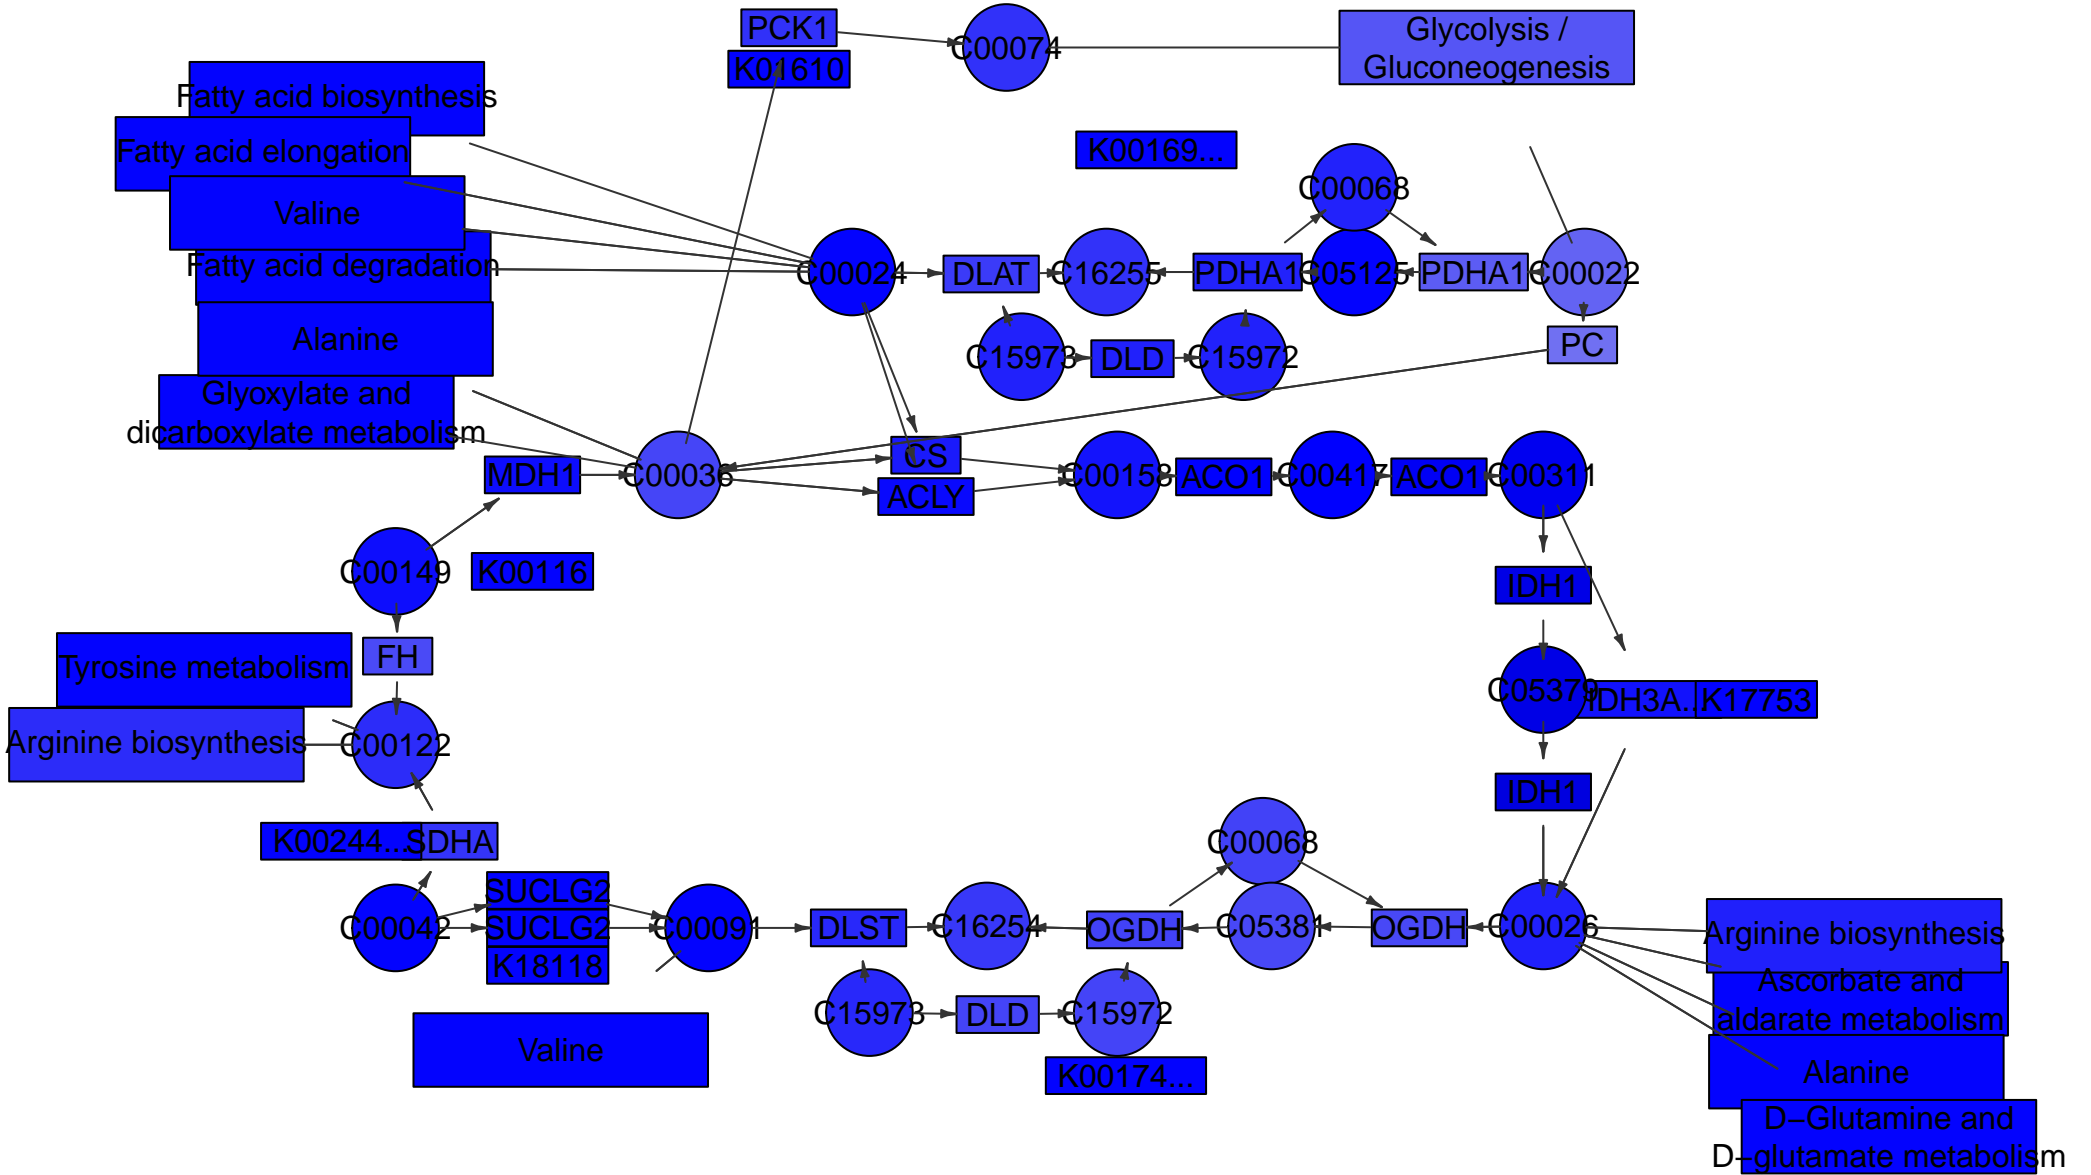 PCK1
C00074
Glycolysis /
Gluconeogenesis
K01610
Fatty acid biosynthesis
Fatty acid elongation
K00169...
C00068
Valine
Fatty acid degradation
C00024
DLAT
C16255
PDHA1
C05125
PDHA1
C00022
Alanine
C15973
DLD
C15972
PC
Glyoxylate and
dicarboxylate metabolism
MDH1
C00036
CS
ACLY
C00158
ACO1
C00417
ACO1
C00311
C00149
K00116
IDH1
FH
Tyrosine metabolism
C05379
IDH3A...
K17753
Arginine biosynthesis
C00122
IDH1
K00244...
SDHA
C00068
SUCLG2
C00042
SUCLG2
C00091
DLST
C16254
OGDH
C05381
OGDH
C00026
Arginine biosynthesis
K18118
Ascorbate and
aldarate metabolism
C15973
DLD
C15972
Valine
K00174...
Alanine
D−Glutamine and
D−glutamate metabolism